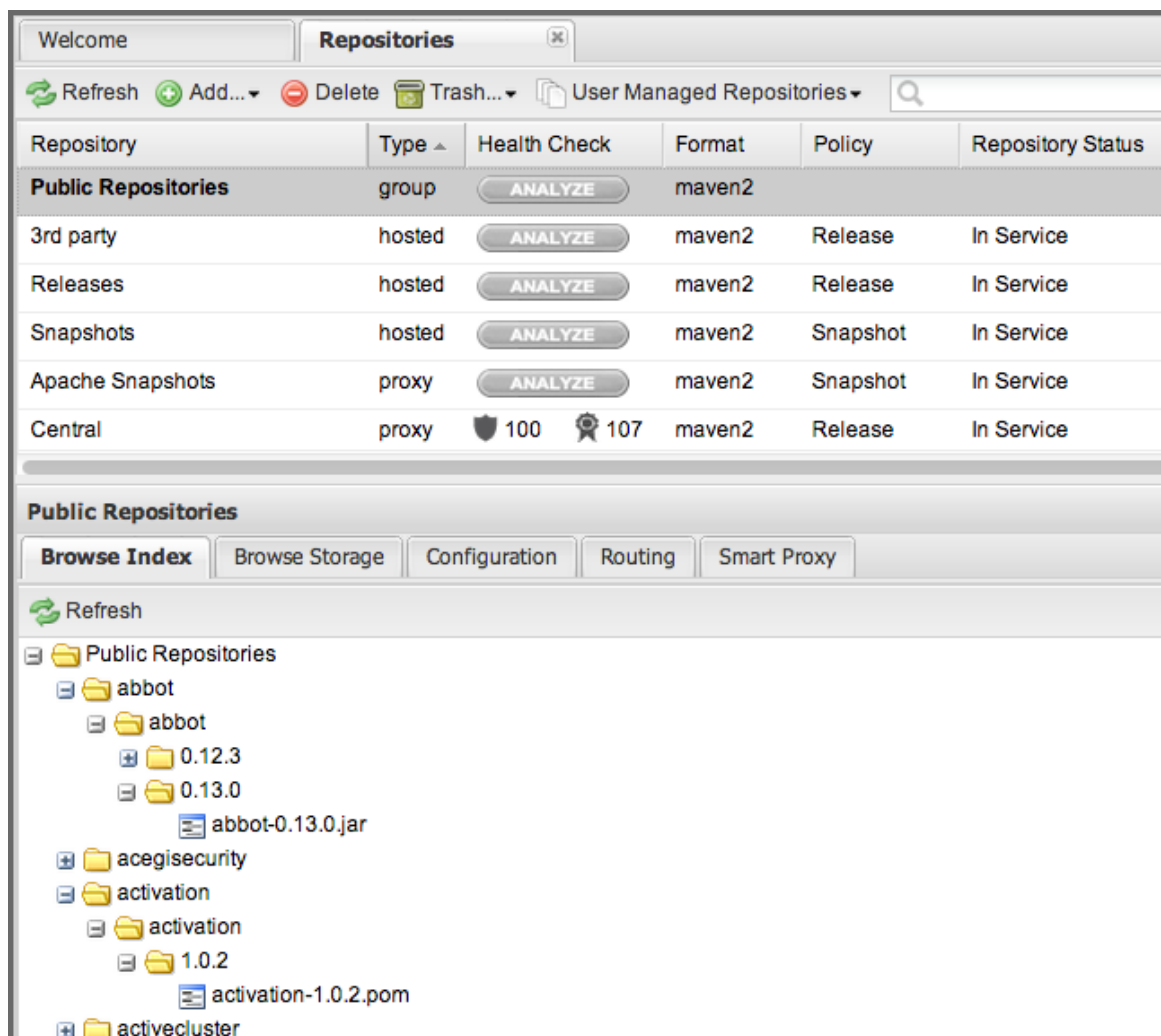 Welcome Repositories
Refresh Add... Delete Trash... User Managed Repositories
Repository Type Health Check Format Policy Repository Status
Public Repositories group ANALYZE maven2
3rd party hosted ANALYZE maven2 Release In Service
Releases hosted ANALYZE maven2 Release In Service
Snapshots hosted ANALYZE maven2 Snapshot In Service
Apache Snapshots proxy ANALYZE maven2 Snapshot In Service
Central proxy 100 107 maven2 Release In Service
Public Repositories
Browse Index Browse Storage Configuration Routing Smart Proxy
Refresh
Public Repositories
abbot
abbot
0.12.3
0.13.0
abbot-0.13.0.jar
acegisecurity
activation
activation
1.0.2
activation-1.0.2.pom
activecluster